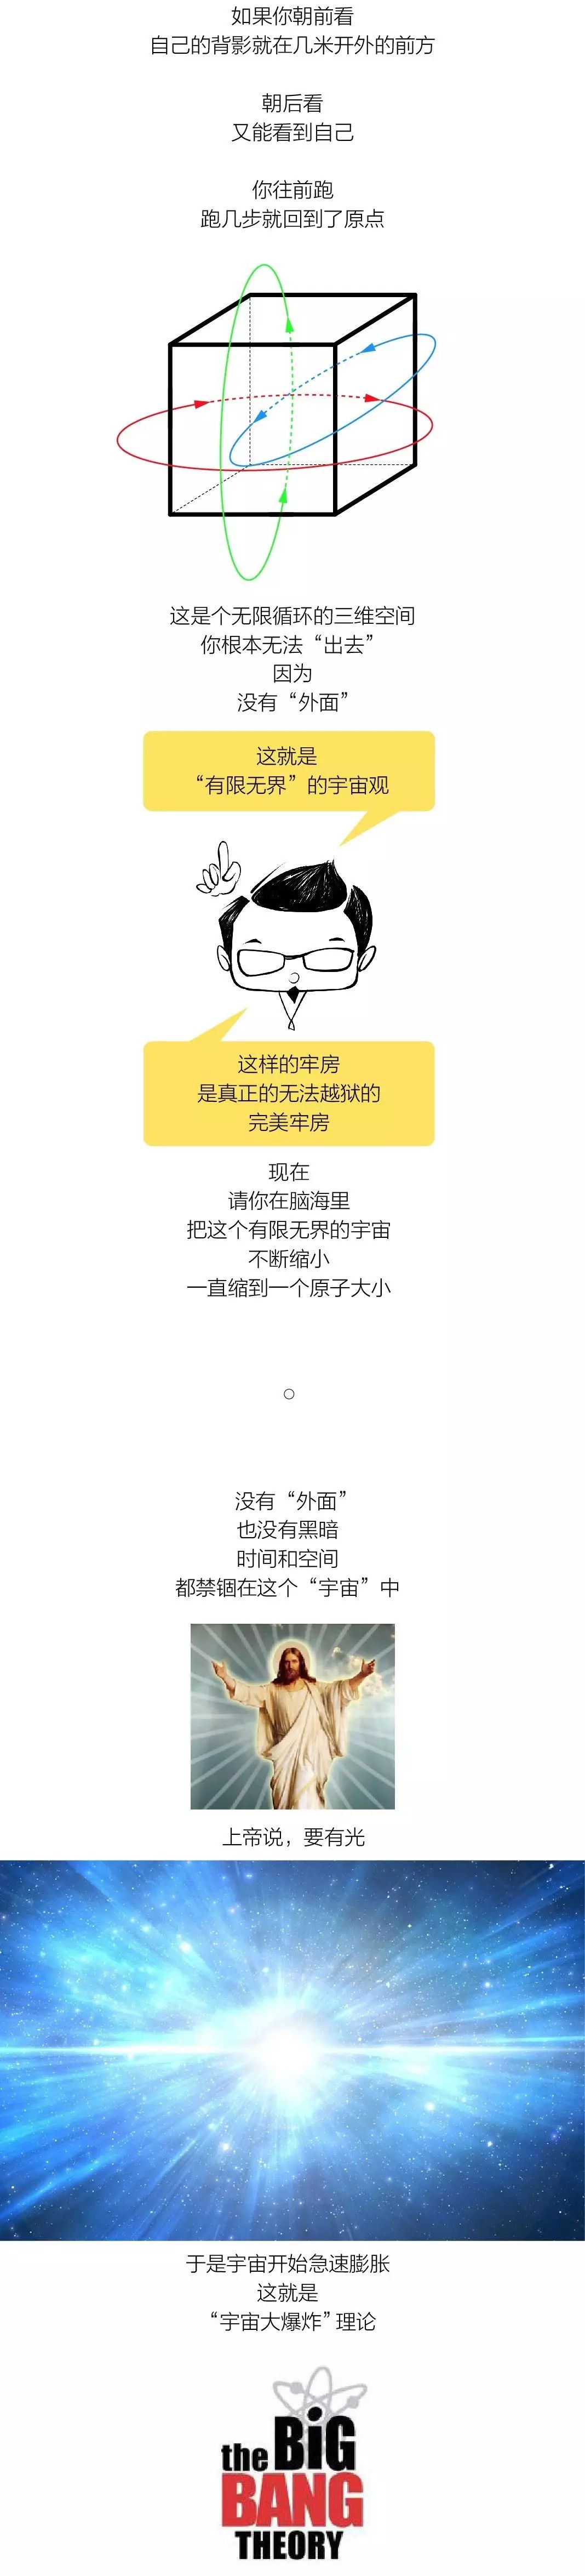 如果你朝前看
自己的背影就在几米开外的前方
朝后看
又能看到自己
你往前跑
跑几步就回到了原点
这是个无限循环的三维空间
你根本无法“出去”
因为
没有“外面”
这就是
“有限无界”的宇宙观
这样的牢房
是真正的无法越狱的
完美牢房
现在
请你在脑海里
把这个有限无界的宇宙
不断缩小
一直缩到一个原子大小
没有“外面”
也没有黑暗
时间和空间
都禁锢在这个“宇宙”中
上帝说，要有光
于是宇宙开始急速膨胀
这就是
“宇宙大爆炸”理论
the BiG
BANG
THEORY